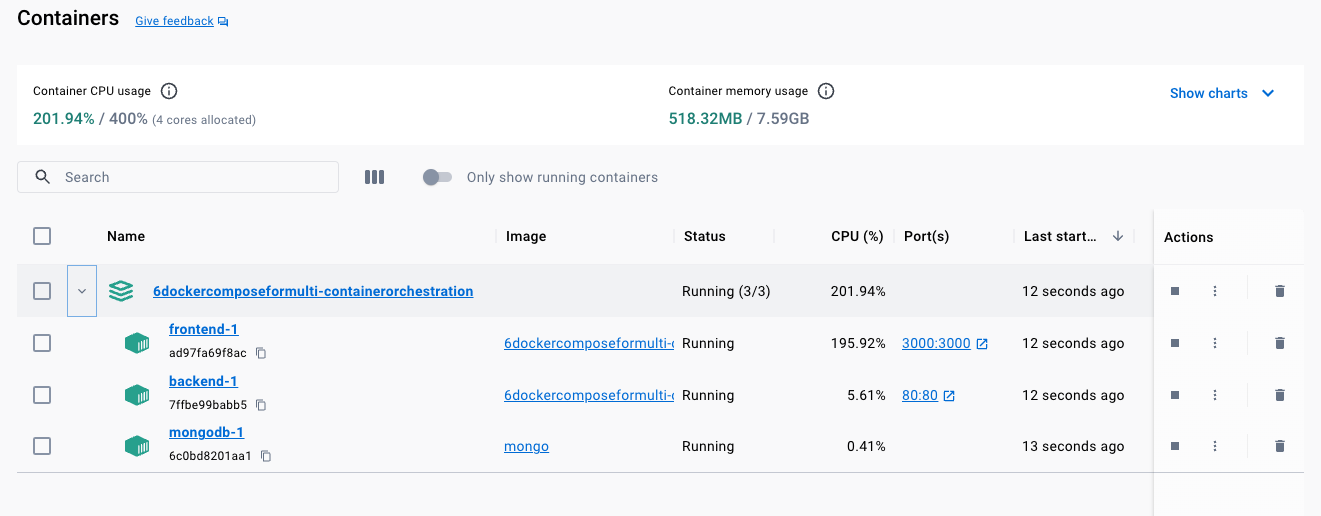 Containers Give feedback
Container CPU usage
201.94% / 400% (4 cores allocated)
Container memory usage
518.32MB / 7.59GB
Show charts
Search
Only show running containers
Name Image Status CPU (%) Port(s) Last start... Actions
6dockercomposeformulti-containerorchestration Running (3/3) 201.94% 12 seconds ago
frontend-1
ad97fa69f8ac
6dockercomposeformulti-c Running 195.92% 3000:3000 12 seconds ago
backend-1
7ffbe99babb5
6dockercomposeformulti-c Running 5.61% 80:80 12 seconds ago
mongodb-1
6c0bd8201aa1
mongo Running 0.41% 13 seconds ago